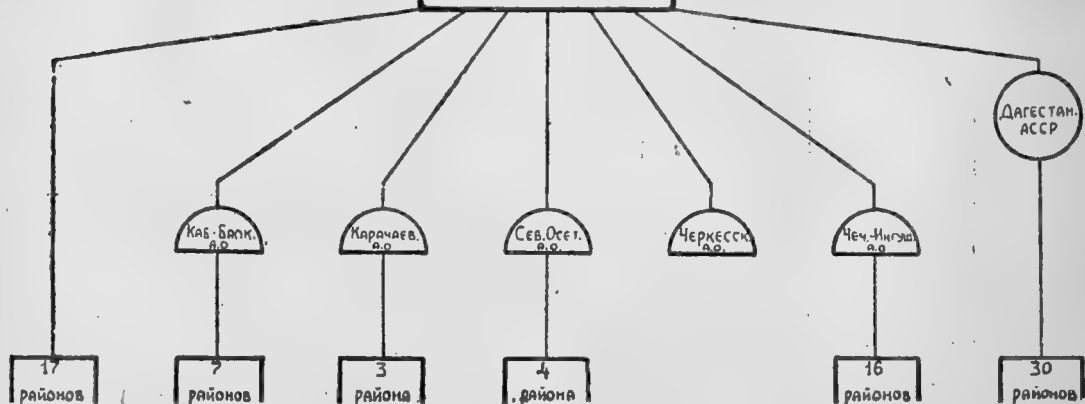 ДАГЕСТАН.
АССР
КАБ-БАЛК.
А.О.
КАРАЧАЕВ.
А.О.
СЕВ. ОСЕТ.
А.О.
ЧЕРКЕССК.
А.О.
ЧЕЧ.-ИНГУШ.
А.О.
17
РАЙОНОВ
7
РАЙОНОВ
3
РАЙОНА
4
РАЙОНА
16
РАЙОНОВ
30
РАЙОНОВ